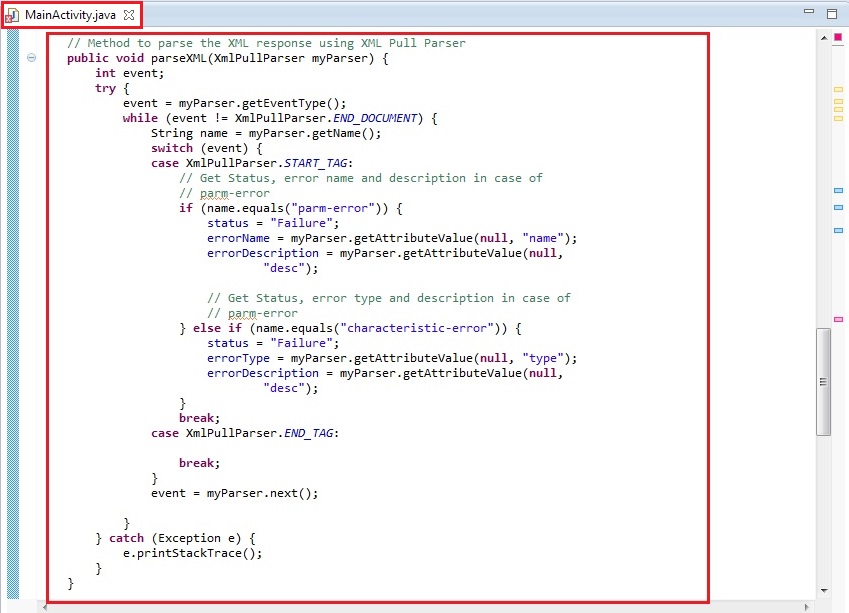 MainActivity.java
// Method to parse the XML response using XML Pull Parser
public void parseXML(XmlPullParser myParser) {
int event;
try {
event = myParser.getEventType();
while (event != XmlPullParser.END_DOCUMENT) {
String name = myParser.getName();
switch (event) {
case XmlPullParser.START_TAG:
// Get Status, error name and description in case of
// parm-error
if (name.equals("parm-error")) {
status = "Failure";
errorName = myParser.getAttributeValue(null, "name");
errorDescription = myParser.getAttributeValue(null,
"desc");
// Get Status, error type and description in case of
// parm-error
} else if (name.equals("characteristic-error")) {
status = "Failure";
errorType = myParser.getAttributeValue(null, "type");
errorDescription = myParser.getAttributeValue(null,
"desc");
}
break;
case XmlPullParser.END_TAG:
break;
}
event = myParser.next();
}
} catch (Exception e) {
e.printStackTrace();
}
}